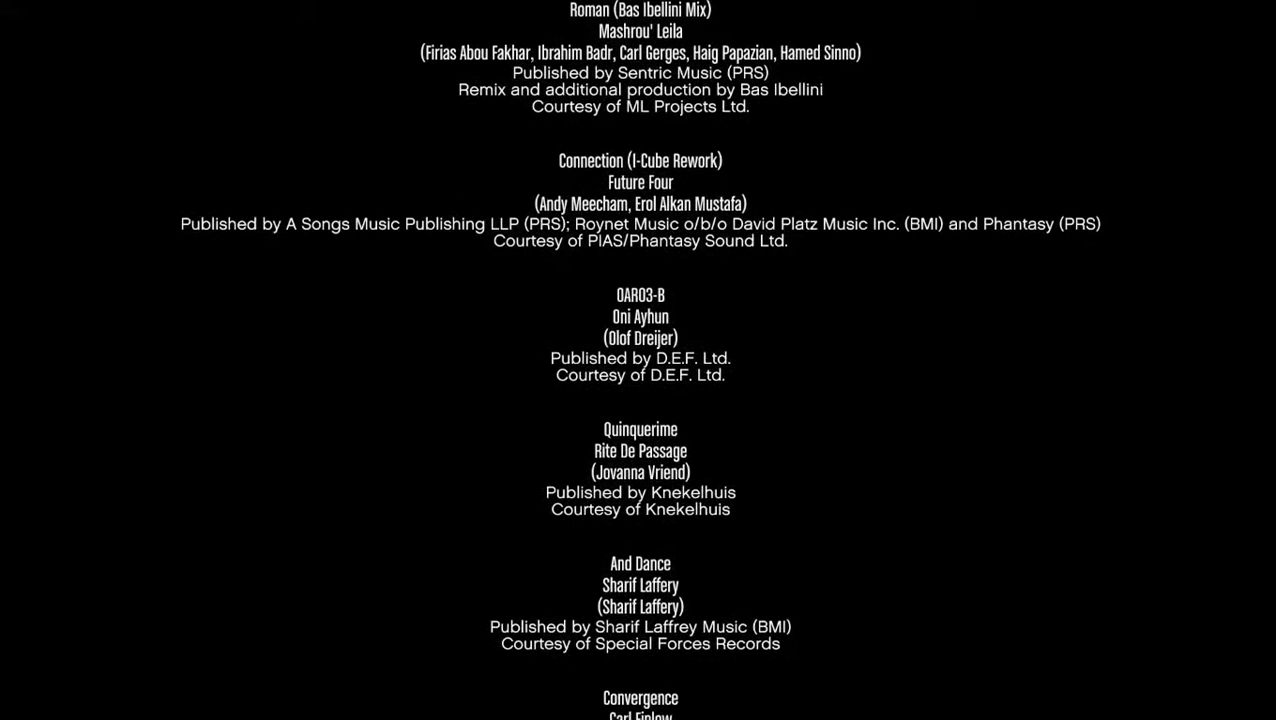 Roman (Bas Ibellini Mix)
Mashrou' Leila
(Firias Abou Fakhar, Ibrahim Badr, Carl Gerges, Haig Papazian, Hamed Sinno)
Published by Sentric Music (PRS)
Remix and additional production by Bas Ibellini
Courtesy of ML Projects Ltd.
Connection (I-Cube Rework)
Future Four
(Andy Meecham, Erol Alkan Mustafa)
Published by A Songs Music Publishing LLP (PRS); Roynet Music o/b/o David Platz Music Inc. (BMI) and Phantasy (PRS)
Courtesy of PIAS/Phantasy Sound Ltd.
OAR03-B
Oni Ayhun
(Olof Dreijer)
Published by D.E.F. Ltd.
Courtesy of D.E.F. Ltd.
Quinquerime
Rite De Passage
(Jovanna Vriend)
Published by Knekelhuis
Courtesy of Knekelhuis
And Dance
Sharif Laffery
(Sharif Laffery)
Published by Sharif Laffrey Music (BMI)
Courtesy of Special Forces Records
Convergence
Carl Finlow